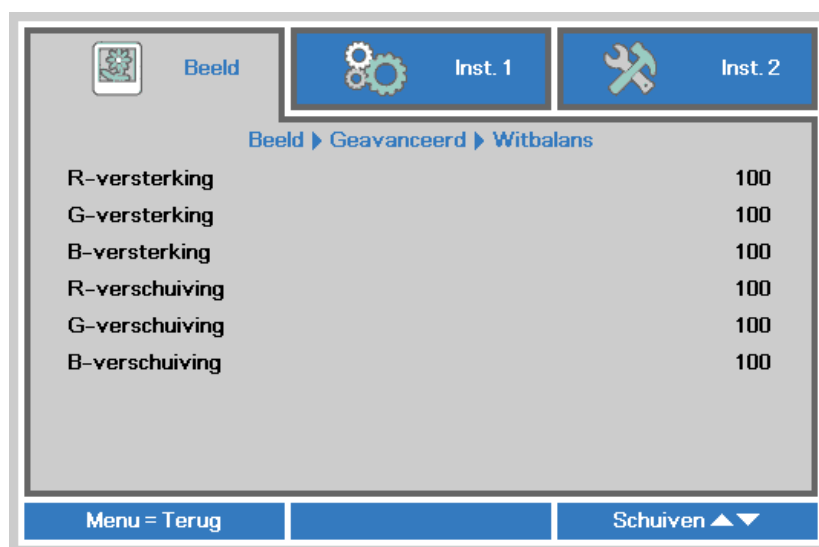 Beeld
Inst. 1
Inst. 2
Beeld ▶ Geavanceerd ▶ Witbalans
R-versterking 100
G-versterking 100
B-versterking 100
R-verschuiving 100
G-verschuiving 100
B-verschuiving 100
Menu = Terug
Schuiven ▲▼